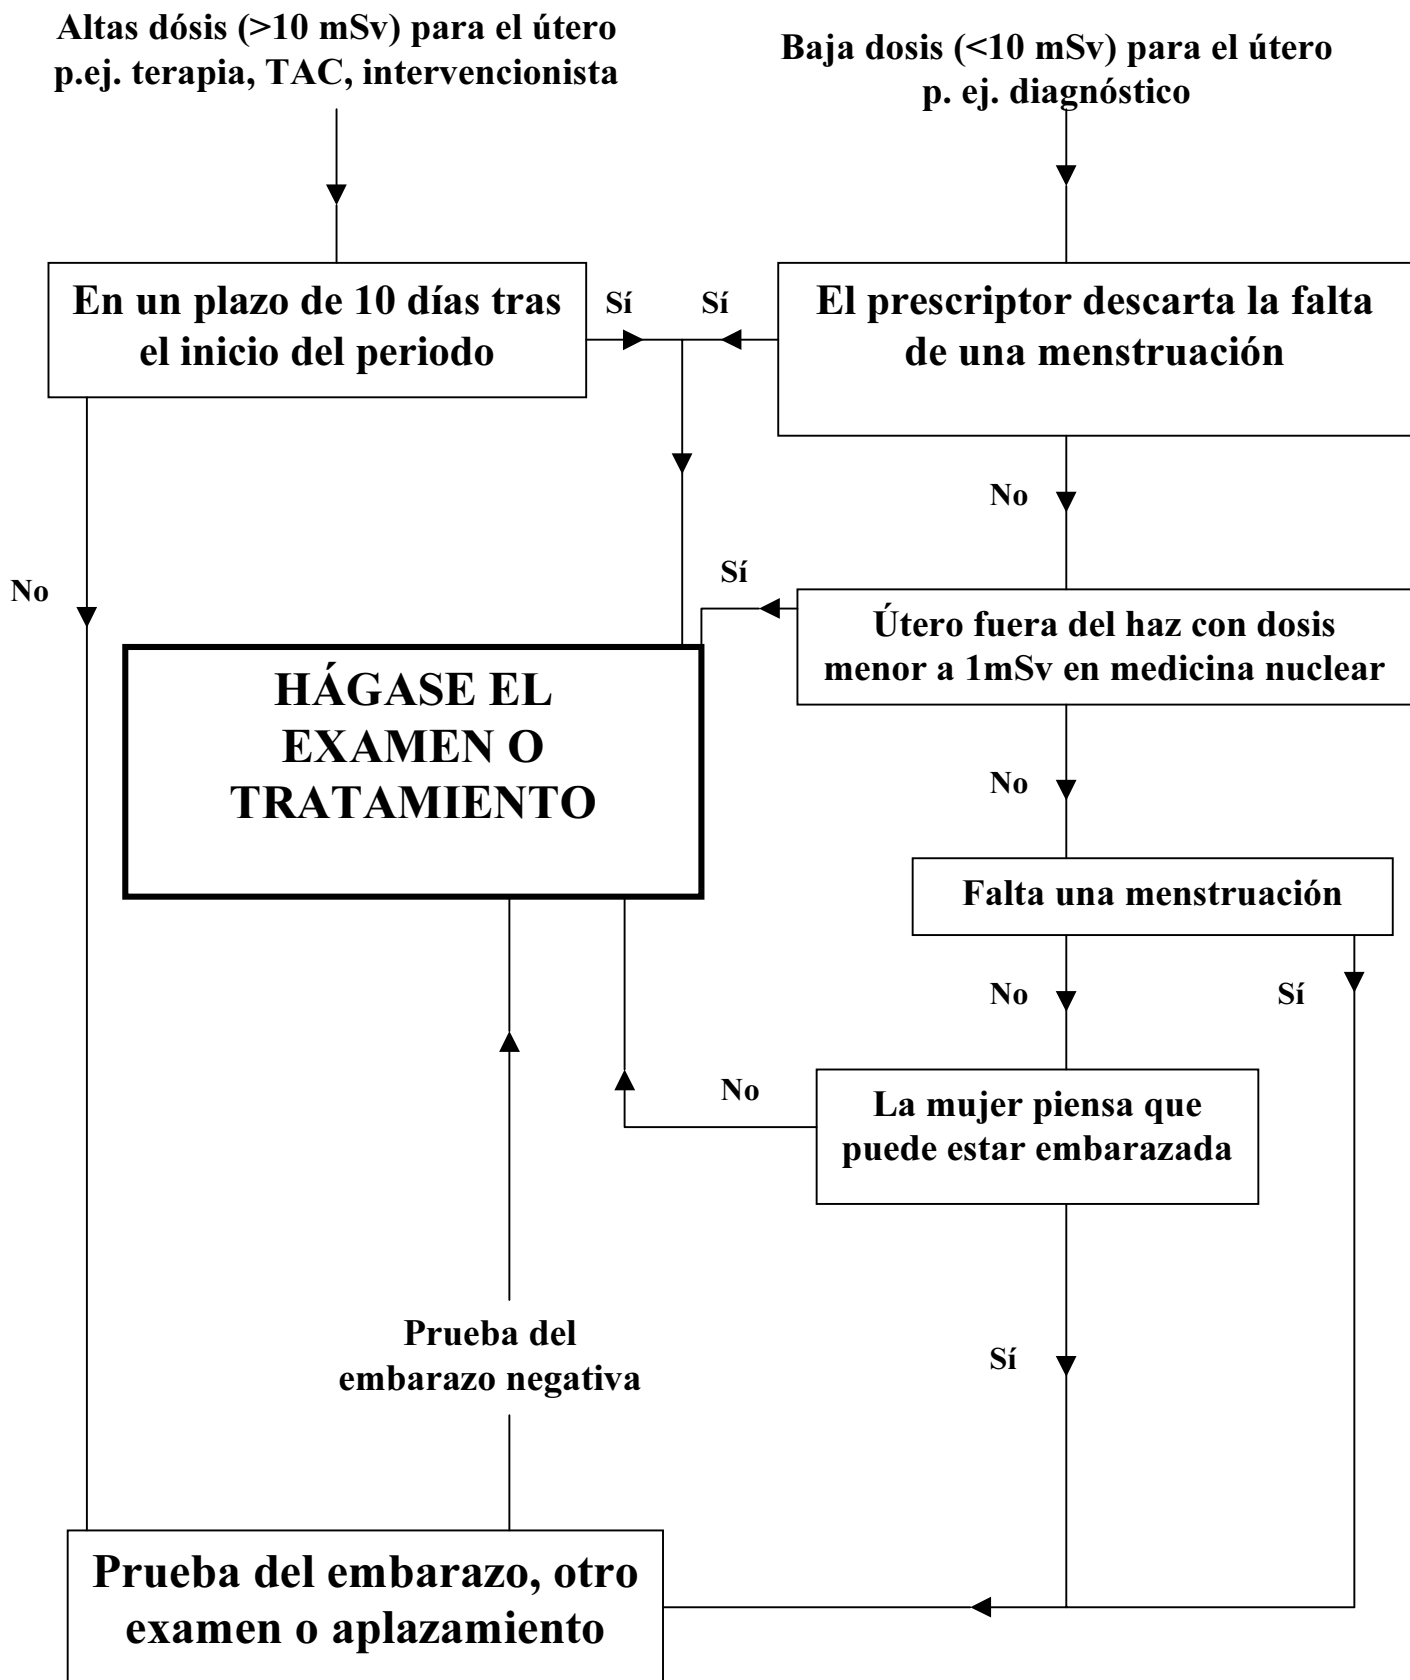 Altas dósis (>10 mSv) para el útero
p.ej. terapia, TAC, intervencionista
Baja dosis (<10 mSv) para el útero
p. ej. diagnóstico
En un plazo de 10 días tras
el inicio del periodo
Sí
Sí
El prescriptor descarta la falta
de una menstruación
No
No
Sí
Útero fuera del haz con dosis
menor a 1mSv en medicina nuclear
HÁGASE EL
EXAMEN O
TRATAMIENTO
No
Falta una menstruación
No
Sí
No
La mujer piensa que
puede estar embarazada
Prueba del
embarazo negativa
Sí
Prueba del embarazo, otro
examen o aplazamiento